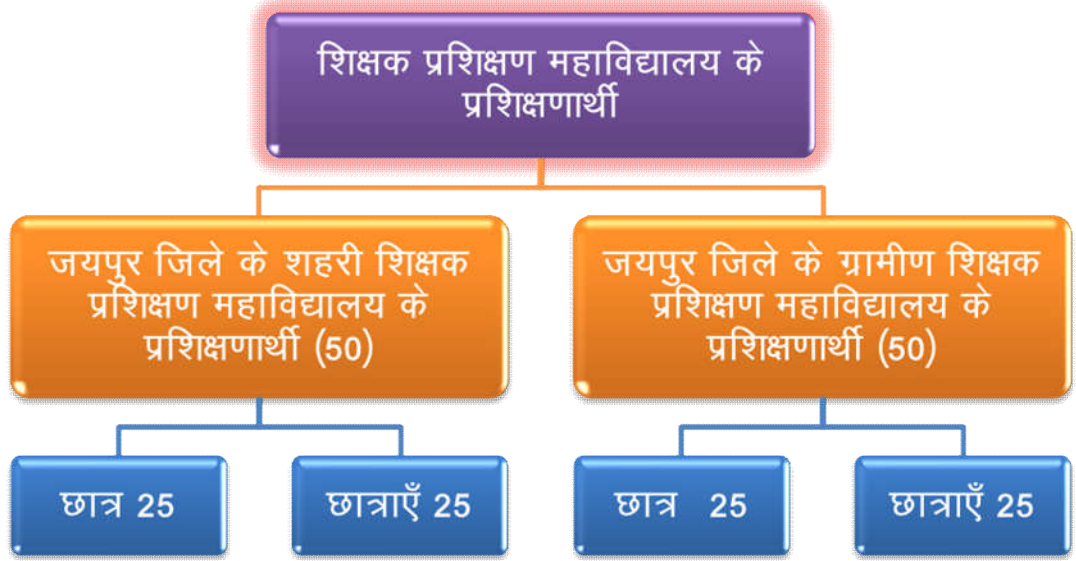 शिक्षक प्रशिक्षण महाविद्यालय के
प्रशिक्षणार्थी
जयपुर जिले के शहरी शिक्षक
प्रशिक्षण महाविद्यालय के
प्रशिक्षणार्थी (50)
जयपुर जिले के ग्रामीण शिक्षक
प्रशिक्षण महाविद्यालय के
प्रशिक्षणार्थी (50)
छात्र 25
छात्राएँ 25
छात्र 25
छात्राएँ 25